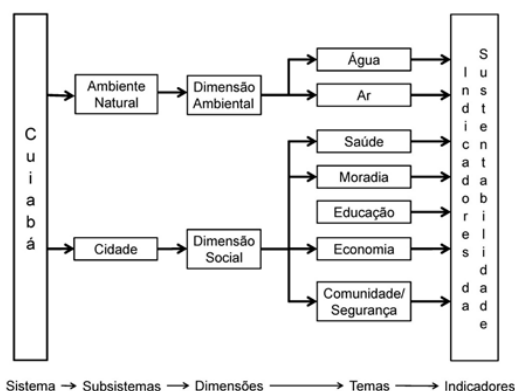 Cuiabá
Ambiente
Natural
Cidade
Dimensão
Ambiental
Dimensão
Social
Água
Ar
Saúde
Moradia
Educação
Economia
Comunidade/
Segurança
Indicadores da
Sustentabilidade
Sistema → Subsistemas → Dimensões → Temas → Indicadores